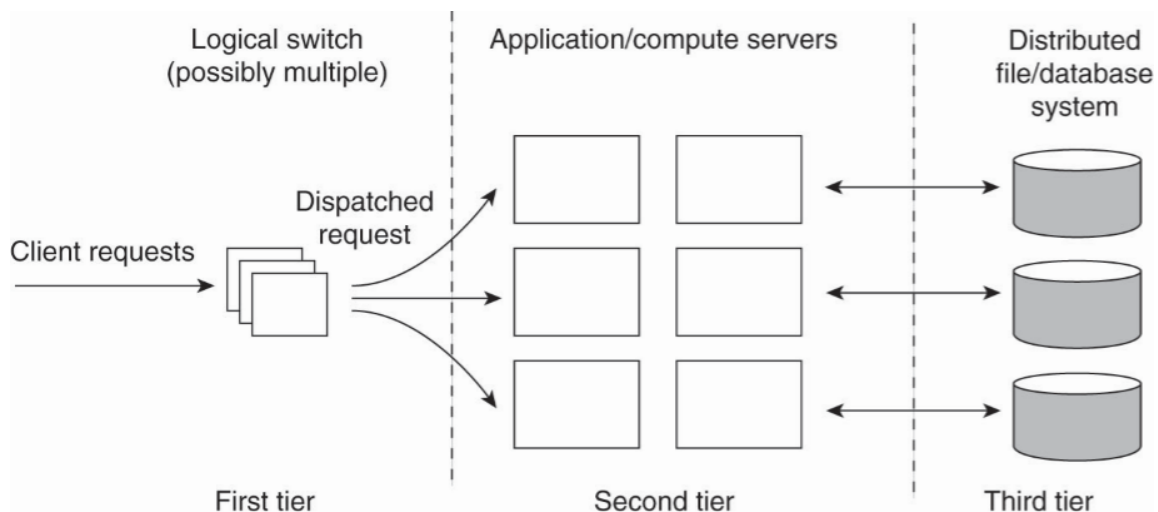 Logical switch
(possibly multiple)
Application/compute servers
Distributed
file/database
system
Client requests
Dispatched
request
First tier
Second tier
Third tier